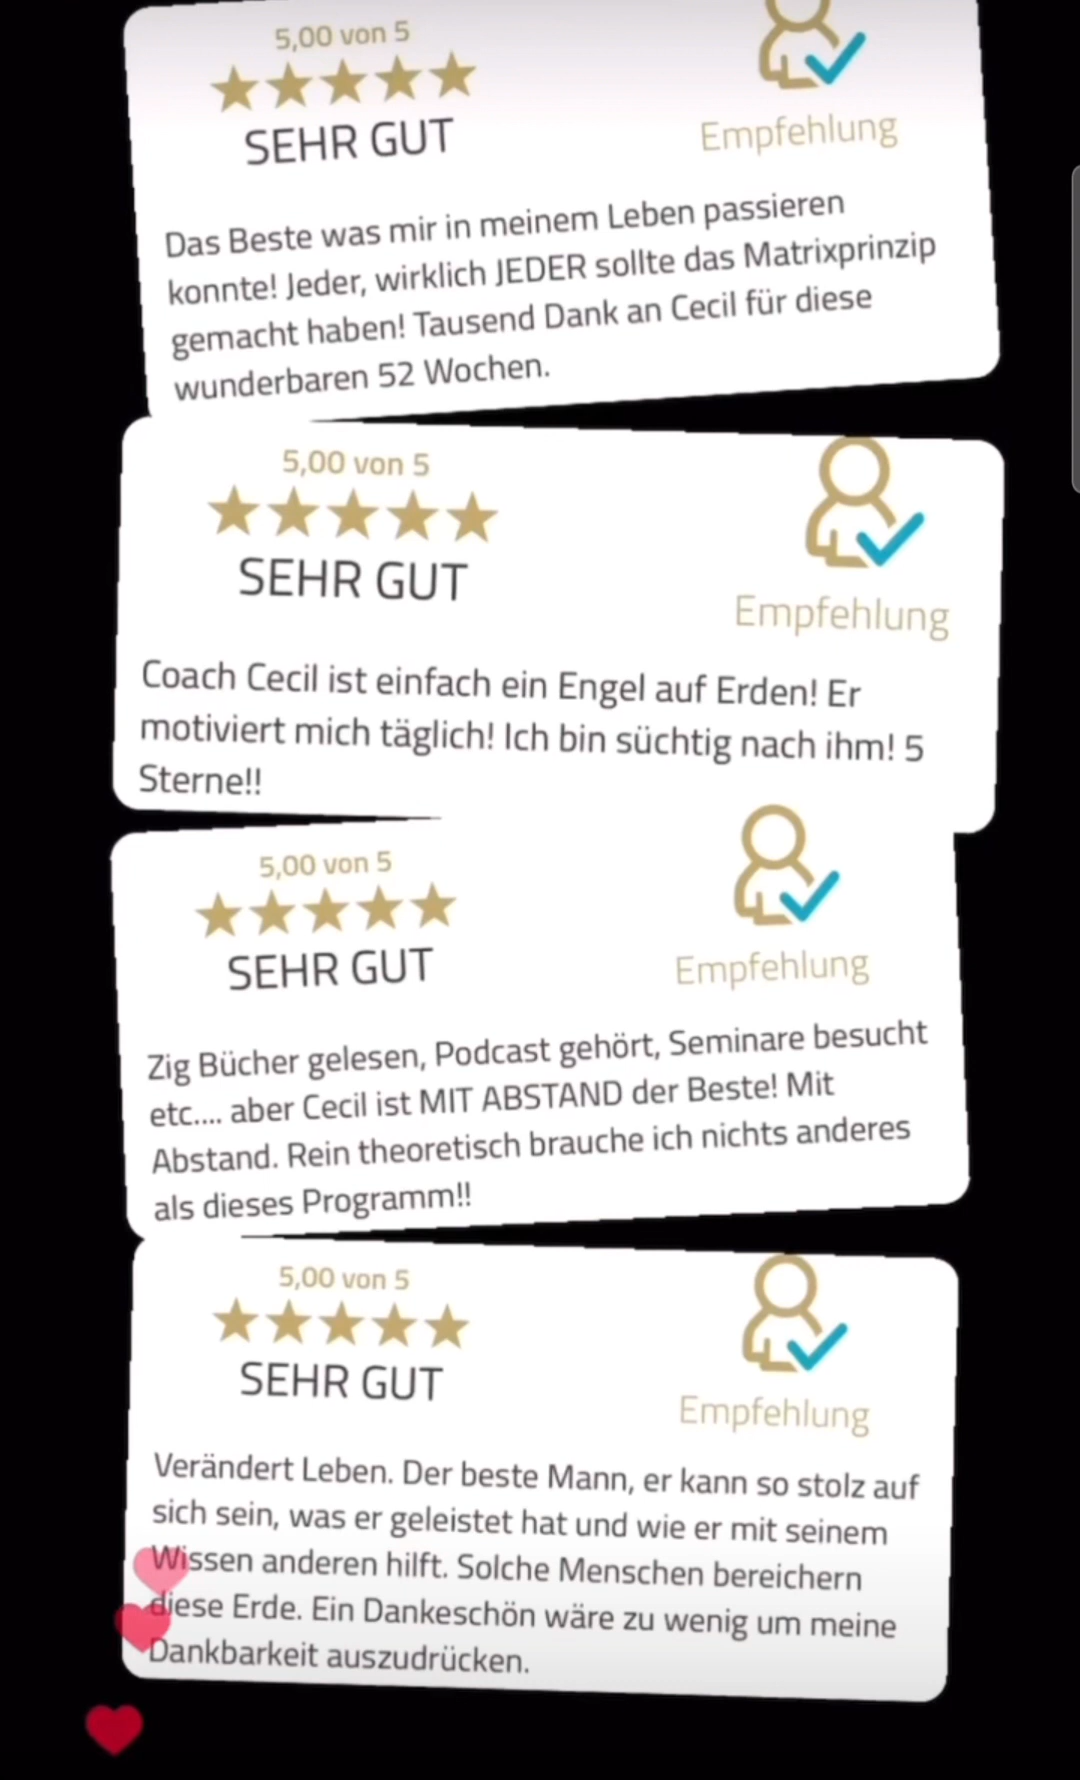 5,00 von 5
SEHR GUT
Empfehlung
Das Beste was mir in meinem Leben passieren
konnte! Jeder, wirklich JEDER sollte das Matrixprinzip
gemacht haben! Tausend Dank an Cecil für diese
wunderbaren 52 Wochen.
5,00 von 5
SEHR GUT
Empfehlung
Coach Cecil ist einfach ein Engel auf Erden! Er
motiviert mich täglich! Ich bin süchtig nach ihm! 5
Sterne!!
5,00 von 5
SEHR GUT
Empfehlung
Zig Bücher gelesen, Podcast gehört, Seminare besucht
etc.... aber Cecil ist MIT ABSTAND der Beste! Mit
Abstand. Rein theoretisch brauche ich nichts anderes
als dieses Programm!!
5,00 von 5
SEHR GUT
Empfehlung
Verändert Leben. Der beste Mann, er kann so stolz auf
sich sein, was er geleistet hat und wie er mit seinem
Wissen anderen hilft. Solche Menschen bereichern
diese Erde. Ein Dankeschön wäre zu wenig um meine
Dankbarkeit auszudrücken.